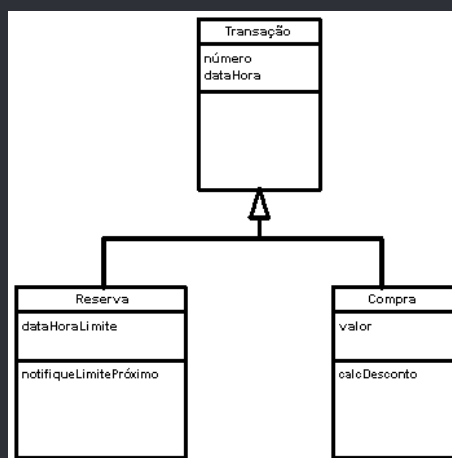 Transação
número
dataHora
Reserva
dataHoraLimite
notifiqueLimitePróximo
Compra
valor
calcDesconto